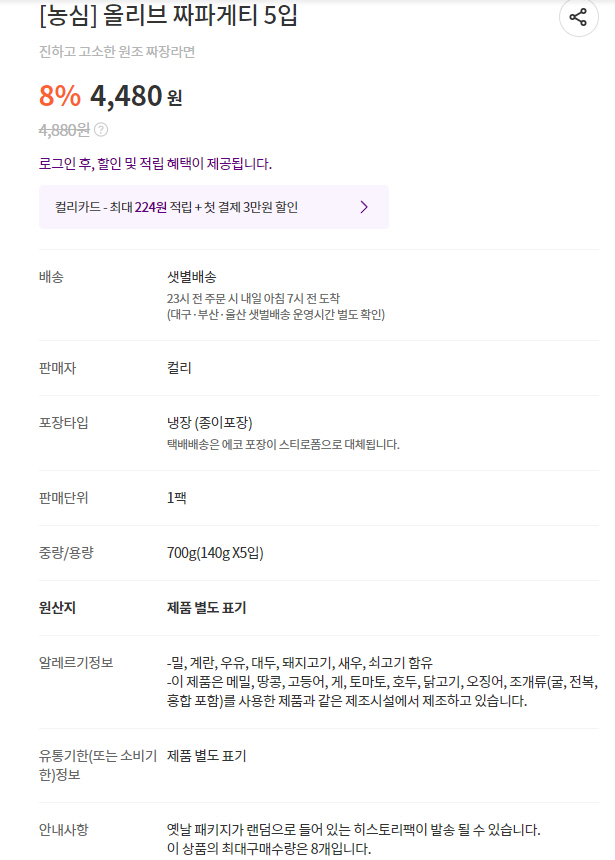 [농심] 올리브 짜파게티 5입
진하고 고소한 원조 짜장라면
8% 4,480 원
4,880원 ?
로그인 후, 할인 및 적립 혜택이 제공됩니다.
컬리카드 - 최대 224원 적립 + 첫 결제 3만원 할인
배송 샛별배송
23시 전 주문 시 내일 아침 7시 전 도착
(대구·부산·울산 샛별배송 운영시간 별도 확인)
판매자 컬리
포장타입 냉장 (종이포장)
택배배송은 에코 포장이 스티로폼으로 대체됩니다.
판매단위 1팩
중량/용량 700g(140g X5입)
원산지 제품 별도 표기
알레르기정보 -밀, 계란, 우유, 대두, 돼지고기, 새우, 쇠고기 함유
-이 제품은 메밀, 땅콩, 고등어, 게, 토마토, 호두, 닭고기, 오징어, 조개류(굴, 전복,
홍합 포함)를 사용한 제품과 같은 제조시설에서 제조하고 있습니다.
유통기한(또는 소비기 제품 별도 표기
한)정보
안내사항 옛날 패키지가 랜덤으로 들어 있는 히스토리팩이 발송 될 수 있습니다.
이 상품의 최대구매수량은 8개입니다.